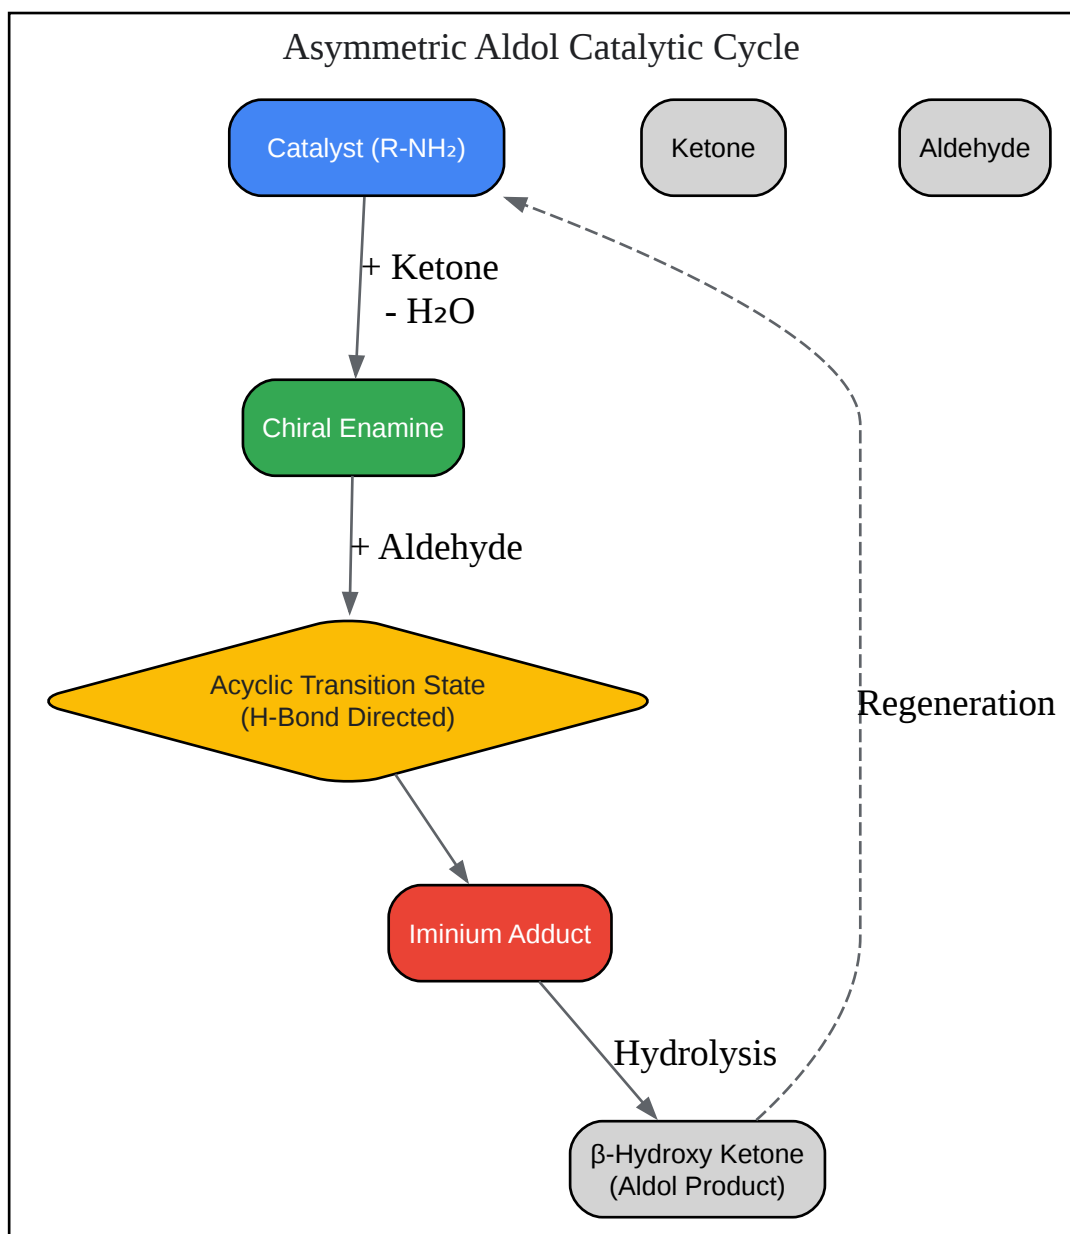 Asymmetric Aldol Catalytic Cycle
Catalyst (R-NH₂)
Ketone
Aldehyde
+ Ketone
- H₂O
Chiral Enamine
+ Aldehyde
Acyclic Transition State
(H-Bond Directed)
Regeneration
Iminium Adduct
Hydrolysis
β-Hydroxy Ketone
(Aldol Product)